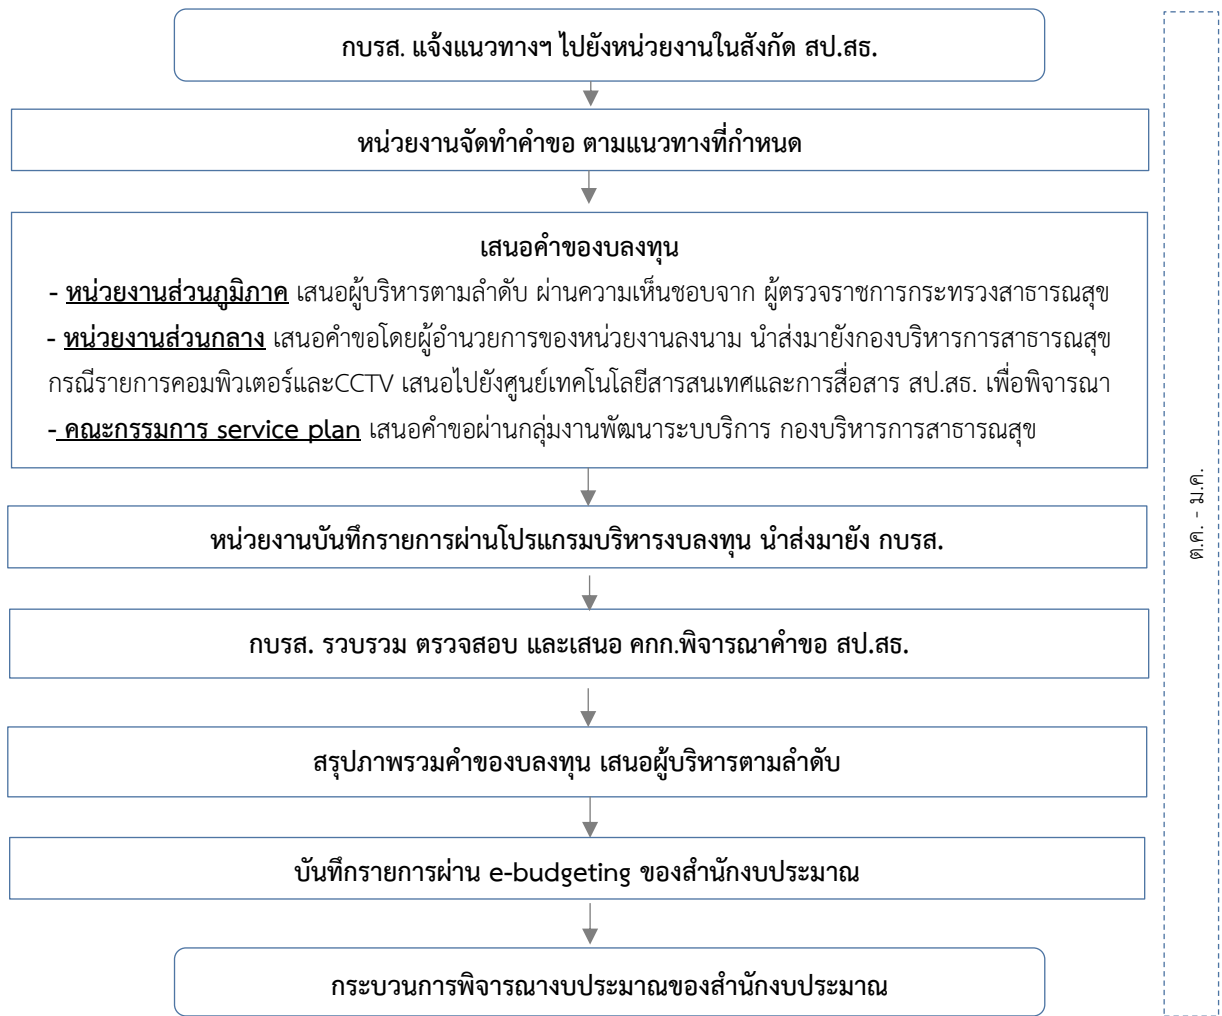 กบรส. แจ้งแนวทางฯ ไปยังหน่วยงานในสังกัด สป.สธ.
หน่วยงานจัดทำคำขอ ตามแนวทางที่กำหนด
เสนอคำของบลงทุน
- หน่วยงานส่วนภูมิภาค เสนอผู้บริหารตามลำดับ ผ่านความเห็นชอบจาก ผู้ตรวจราชการกระทรวงสาธารณสุข
- หน่วยงานส่วนกลาง เสนอคำขอโดยผู้อำนวยการของหน่วยงานลงนาม นำส่งมายังกองบริหารการสาธารณสุข
กรณีรายการคอมพิวเตอร์และCCTV เสนอไปยังศูนย์เทคโนโลยีสารสนเทศและการสื่อสาร สป.สธ. เพื่อพิจารณา
- คณะกรรมการ service plan เสนอคำขอผ่านกลุ่มงานพัฒนาระบบริการ กองบริหารการสาธารณสุข
หน่วยงานบันทึกรายการผ่านโปรแกรมบริหารงบลงทุน นำส่งมายัง กบรส.
กบรส. รวบรวม ตรวจสอบ และเสนอ คกก.พิจารณาคำขอ สป.สธ.
สรุปภาพรวมคำของบลงทุน เสนอผู้บริหารตามลำดับ
บันทึกรายการผ่าน e-budgeting ของสำนักงบประมาณ
กระบวนการพิจารณางบประมาณของสำนักงบประมาณ
ต.ค. - ม.ค.